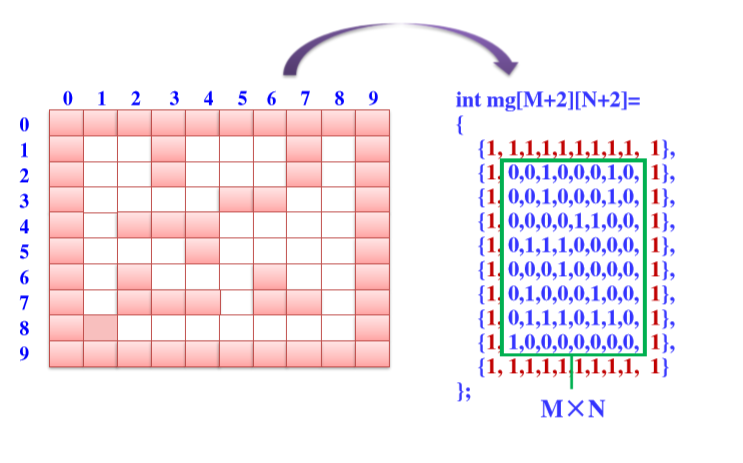 0 1 2 3 4 5 6 7 8 9
0
1
2
3
4
5
6
7
8
9
int mg[M+2][N+2]=
{
{1, 1,1,1,1,1,1,1,1, 1},
{1, 0,0,1,0,0,0,1,0, 1},
{1, 0,0,1,0,0,0,1,0, 1},
{1, 0,0,0,0,1,1,0,0, 1},
{1, 0,1,1,1,0,0,0,0, 1},
{1, 0,0,0,1,0,0,0,0, 1},
{1, 0,1,0,0,0,1,0,0, 1},
{1, 0,1,1,1,0,1,1,0, 1},
{1, 1,0,0,0,0,0,0,0, 1},
{1, 1,1,1,1,1,1,1,1, 1}
};
M×N